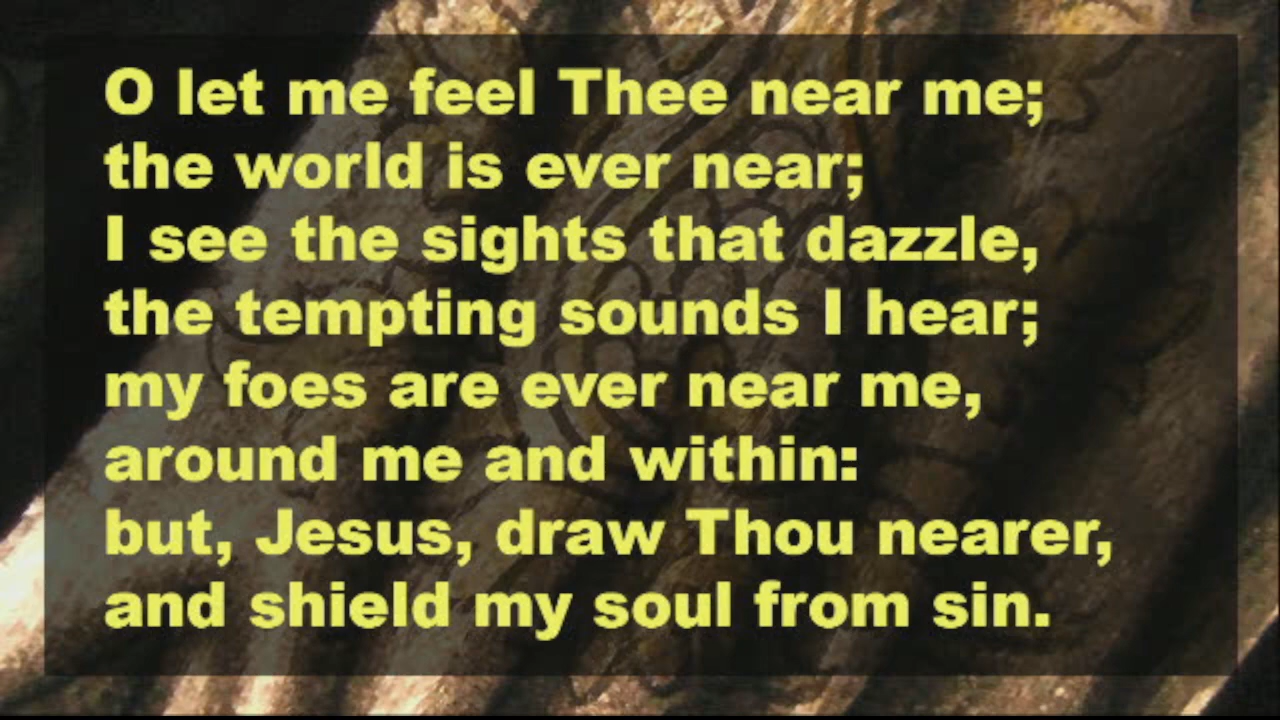 O let me feel Thee near me;
the world is ever near;
I see the sights that dazzle,
the tempting sounds I hear;
my foes are ever near me,
around me and within:
but, Jesus, draw Thou nearer,
and shield my soul from sin.